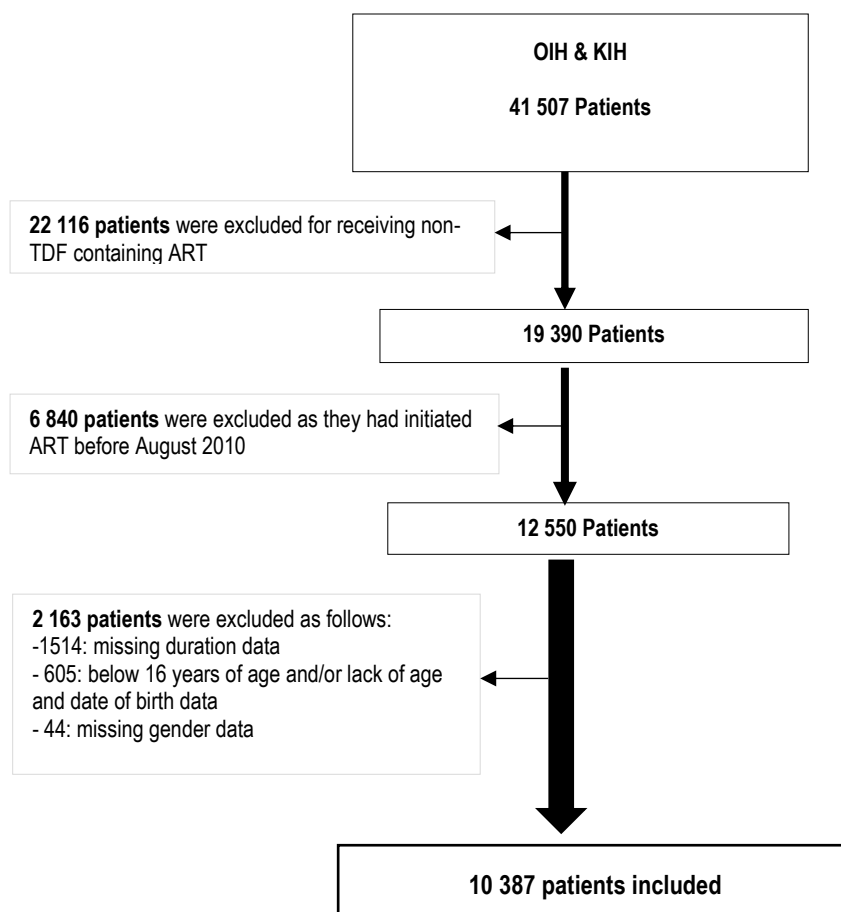 OIH & KIH
41 507 Patients
22 116 patients were excluded for receiving non-
TDF containing ART
19 390 Patients
6 840 patients were excluded as they had initiated
ART before August 2010
12 550 Patients
2 163 patients were excluded as follows:
-1514: missing duration data
- 605: below 16 years of age and/or lack of age
and date of birth data
- 44: missing gender data
10 387 patients included